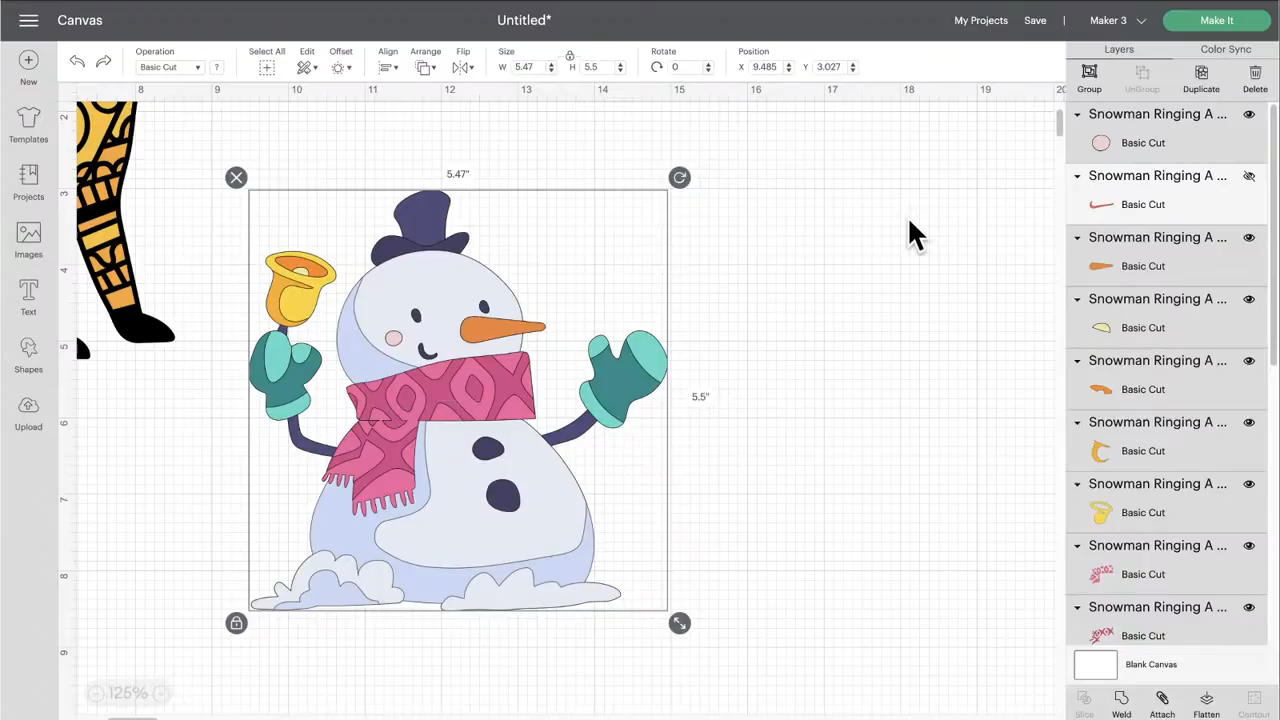 Canvas
Untitled*
My Projects
Save
|
Maker 3
Make It
Operation
Basic Cut
?
Select All
Edit
Offset
Align
Arrange
Flip
Size
W 5.47
H 5.5
Rotate
0
Position
X 9.485
Y 3.027
Layers
Color Sync
New
Templates
Projects
Images
Text
Shapes
Upload
Group
UnGroup
Duplicate
Delete
8 9 10 11 12 13 14 15 16 17 18 19 20
2
3
4
5
6
7
8
9
5.47"
5.5"
125%
Snowman Ringing A ...
Basic Cut
Snowman Ringing A ...
Basic Cut
Snowman Ringing A ...
Basic Cut
Snowman Ringing A ...
Basic Cut
Snowman Ringing A ...
Basic Cut
Snowman Ringing A ...
Basic Cut
Snowman Ringing A ...
Basic Cut
Snowman Ringing A ...
Basic Cut
Snowman Ringing A ...
Basic Cut
Blank Canvas
Slice
Weld
Attach
Flatten
Contour